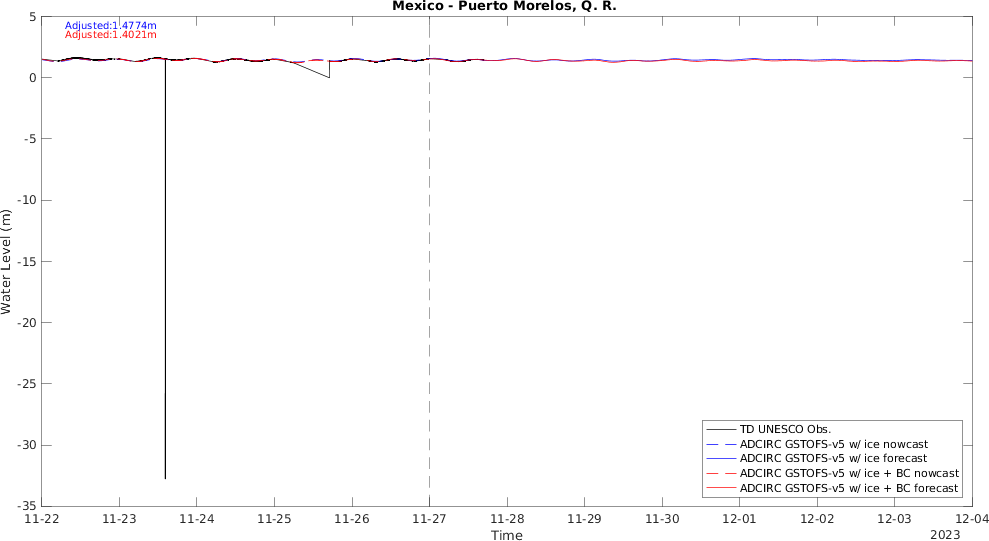 Mexico - Puerto Morelos, Q. R.
Adjusted:1.4774m
Adjusted:1.4021m
Water Level (m)
5
0
-5
-10
-15
-20
-25
-30
-35
TD UNESCO Obs.
ADCIRC GSTOFS-v5 w/ ice nowcast
ADCIRC GSTOFS-v5 w/ ice forecast
ADCIRC GSTOFS-v5 w/ ice + BC nowcast
ADCIRC GSTOFS-v5 w/ ice + BC forecast
11-22 11-23 11-24 11-25 11-26 11-27 11-28 11-29 11-30 12-01 12-02 12-03 12-04
Time
2023